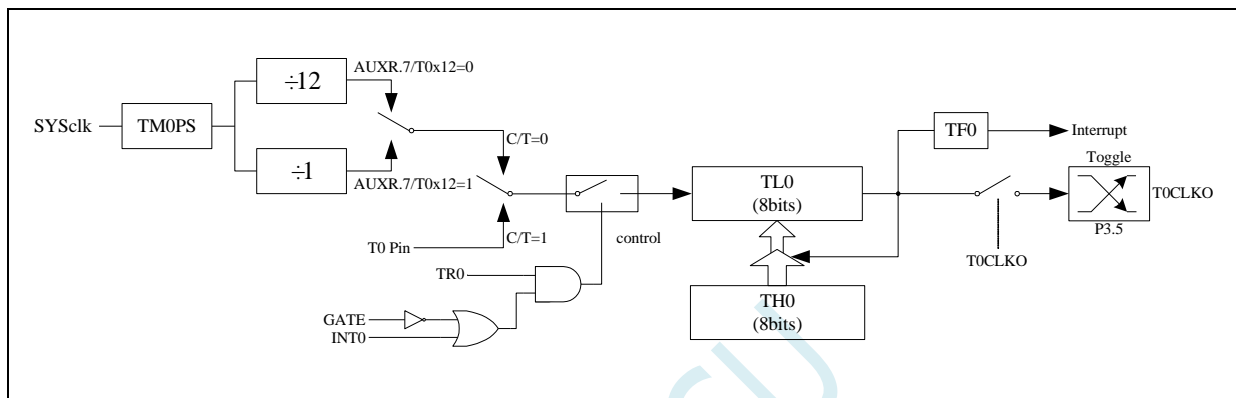 AUXR.7/T0x12=0
÷12
SYSclk
TM0PS
C/T=0
TF0
Interrupt
÷1
AUXR.7/T0x12=1
Toggle
TL0
(8bits)
T0CLKO
T0 Pin
C/T=1
control
P3.5
T0CLKO
TR0
TH0
(8bits)
GATE
INT0